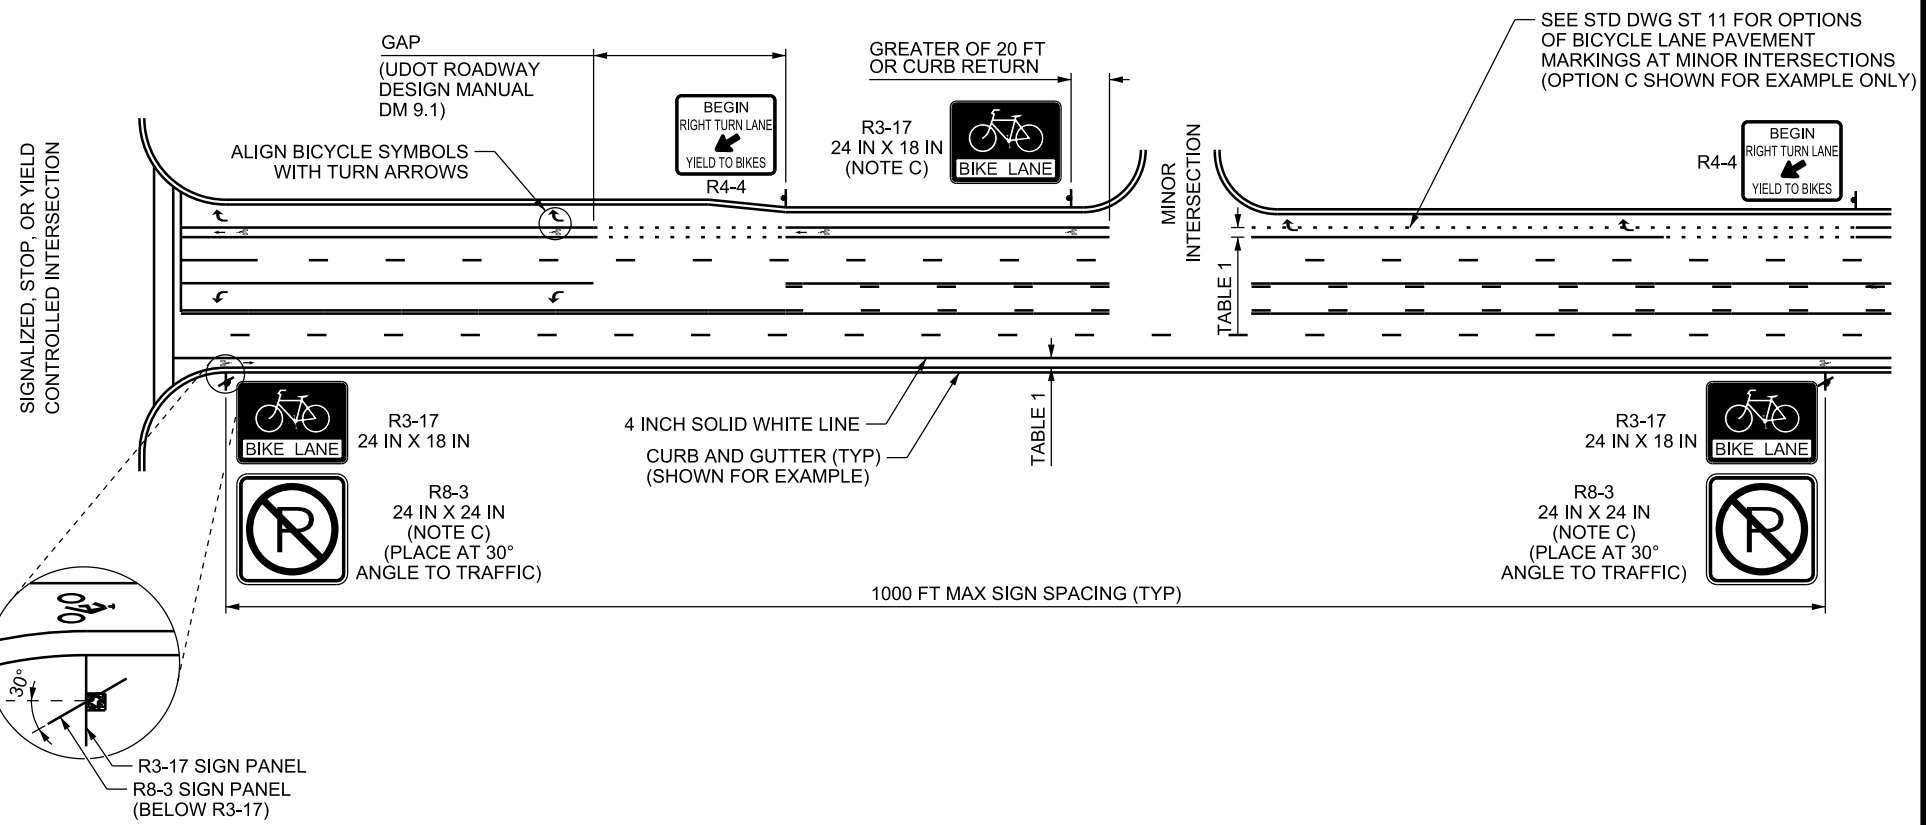 SIGNALIZED, STOP, OR YIELD
CONTROLLED INTERSECTION
GAP
(UDOT ROADWAY
DESIGN MANUAL
DM 9.1)
ALIGN BICYCLE SYMBOLS
WITH TURN ARROWS
BEGIN
RIGHT TURN LANE
YIELD TO BIKES
R4-4
GREATER OF 20 FT
OR CURB RETURN
R3-17
24 IN X 18 IN
(NOTE C)
BIKE LANE
MINOR
INTERSECTION
SEE STD DWG ST 11 FOR OPTIONS
OF BICYCLE LANE PAVEMENT
MARKINGS AT MINOR INTERSECTIONS
(OPTION C SHOWN FOR EXAMPLE ONLY)
R4-4
BEGIN
RIGHT TURN LANE
YIELD TO BIKES
TABLE 1
BIKE LANE
R3-17
24 IN X 18 IN
P
R8-3
24 IN X 24 IN
(NOTE C)
(PLACE AT 30°
ANGLE TO TRAFFIC)
4 INCH SOLID WHITE LINE
CURB AND GUTTER (TYP)
(SHOWN FOR EXAMPLE)
TABLE 1
R3-17
24 IN X 18 IN
BIKE LANE
R8-3
24 IN X 24 IN
(NOTE C)
(PLACE AT 30°
ANGLE TO TRAFFIC)
P
1000 FT MAX SIGN SPACING (TYP)
30°
R3-17 SIGN PANEL
R8-3 SIGN PANEL
(BELOW R3-17)